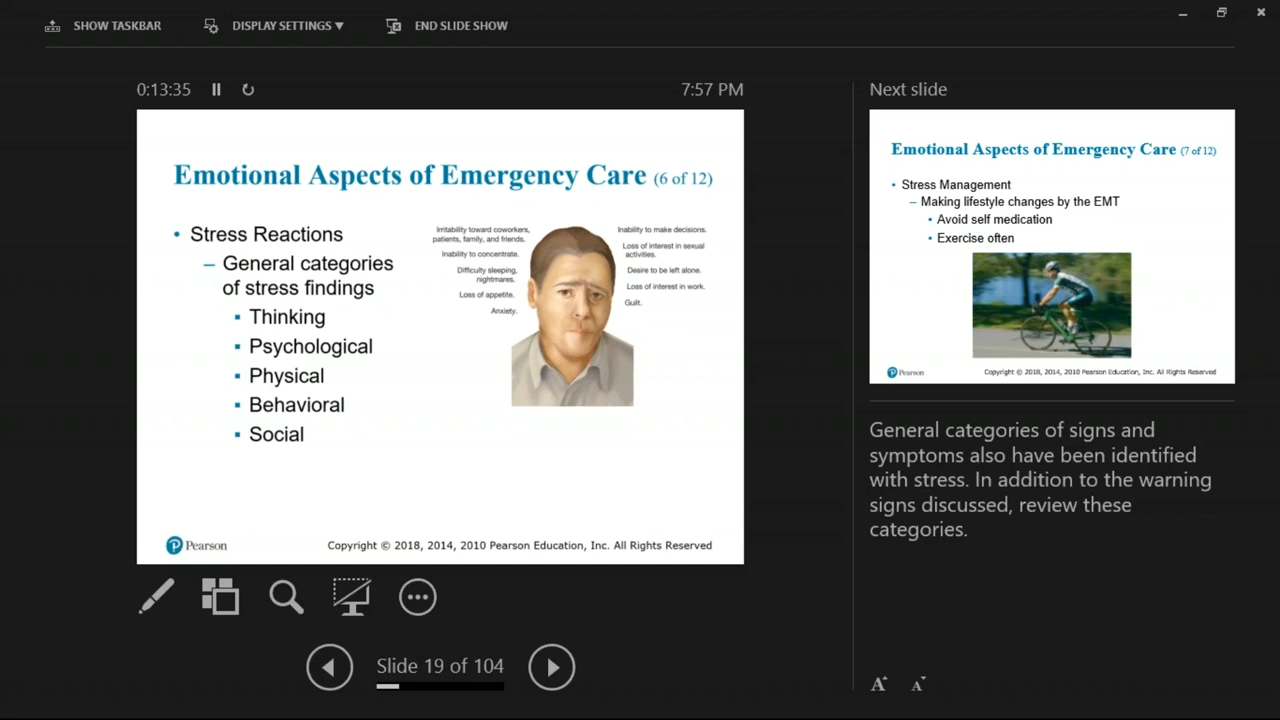 SHOW TASKBAR
DISPLAY SETTINGS ▼
END SLIDE SHOW
0:13:35
7:57 PM
Emotional Aspects of Emergency Care (6 of 12)
• Stress Reactions
– General categories
of stress findings
▪ Thinking
▪ Psychological
▪ Physical
▪ Behavioral
▪ Social
Irritability toward coworkers,
patients, family, and friends.
Inability to concentrate.
Difficulty sleeping,
nightmares.
Loss of appetite.
Anxiety.
Inability to make decisions.
Loss of interest in sexual
activities.
Desire to be left alone.
Loss of interest in work.
Guilt.
P Pearson
Copyright © 2018, 2014, 2010 Pearson Education, Inc. All Rights Reserved
Slide 19 of 104
Next slide
Emotional Aspects of Emergency Care (7 of 12)
• Stress Management
– Making lifestyle changes by the EMT
▪ Avoid self medication
▪ Exercise often
P Pearson
Copyright © 2018, 2014, 2010 Pearson Education, Inc. All Rights Reserved
General categories of signs and
symptoms also have been identified
with stress. In addition to the warning
signs discussed, review these
categories.
A A